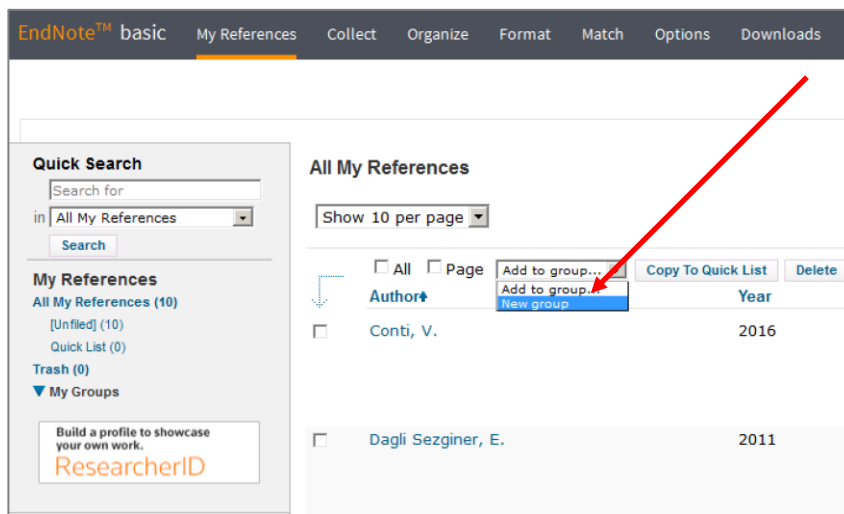 EndNote™ basic My References Collect Organize Format Match Options Downloads
Quick Search
Search for
in All My References
Search
My References
All My References (10)
[Unfiled] (10)
Quick List (0)
Trash (0)
▼ My Groups
Build a profile to showcase
your own work.
ResearcherID
All My References
Show 10 per page
All Page Add to group... Copy To Quick List Delete
Add to group...
New group
Author Year
Conti, V. 2016
Dagli Sezginer, E. 2011